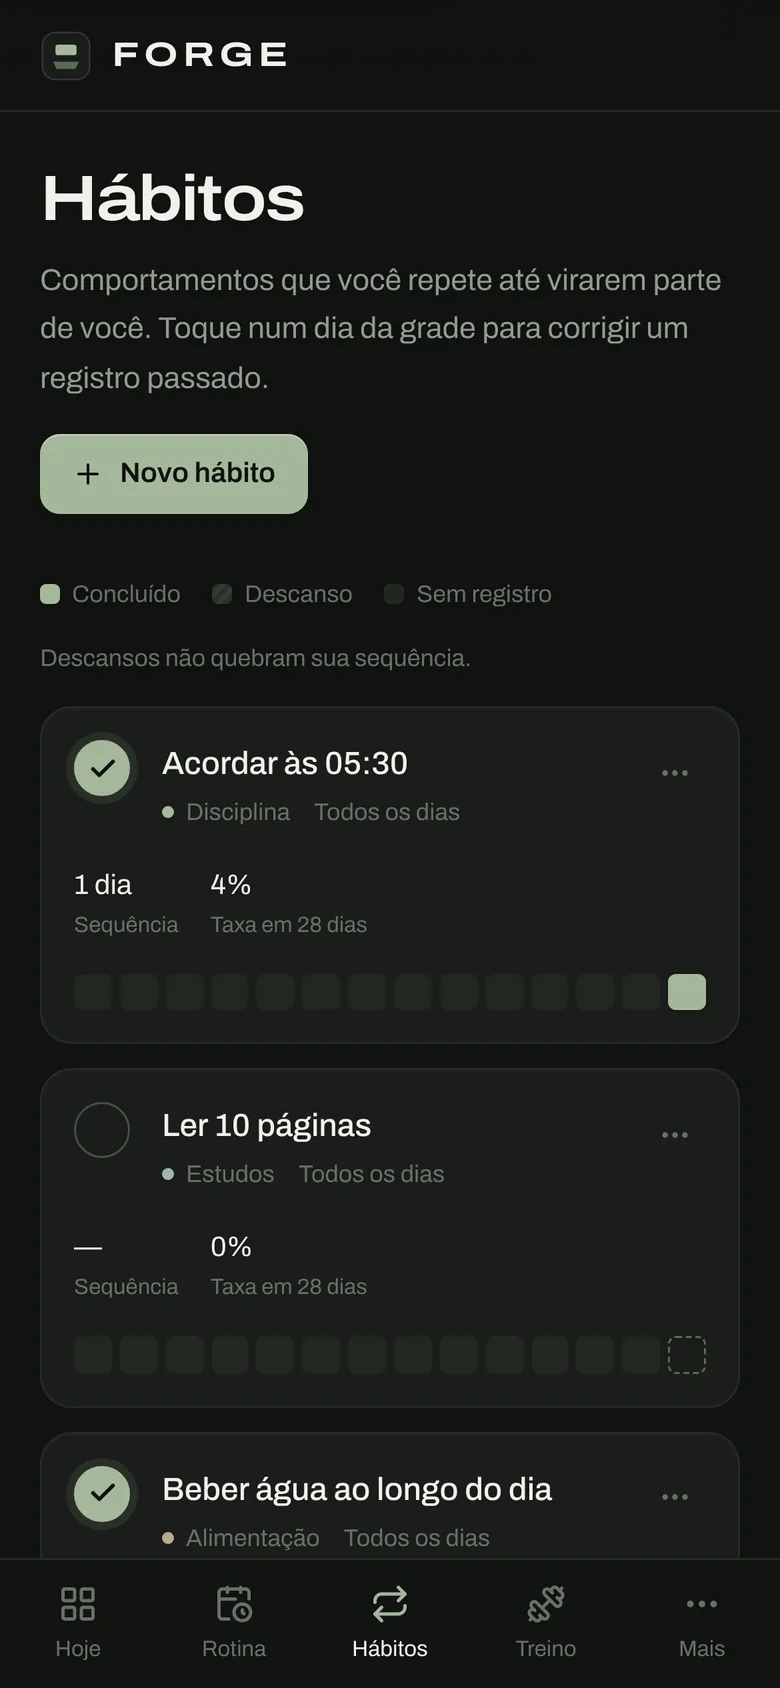 FORGE
Hábitos
Comportamentos que você repete até virarem parte
de você. Toque num dia da grade para corrigir um
registro passado.
Novo hábito
Concluído Descanso Sem registro
Descansos não quebram sua sequência.
Acordar às 05:30
Disciplina Todos os dias
1 dia 4%
Sequência Taxa em 28 dias
Ler 10 páginas
Estudos Todos os dias
— 0%
Sequência Taxa em 28 dias
Beber água ao longo do dia
Alimentação Todos os dias
Hoje Rotina Hábitos Treino Mais